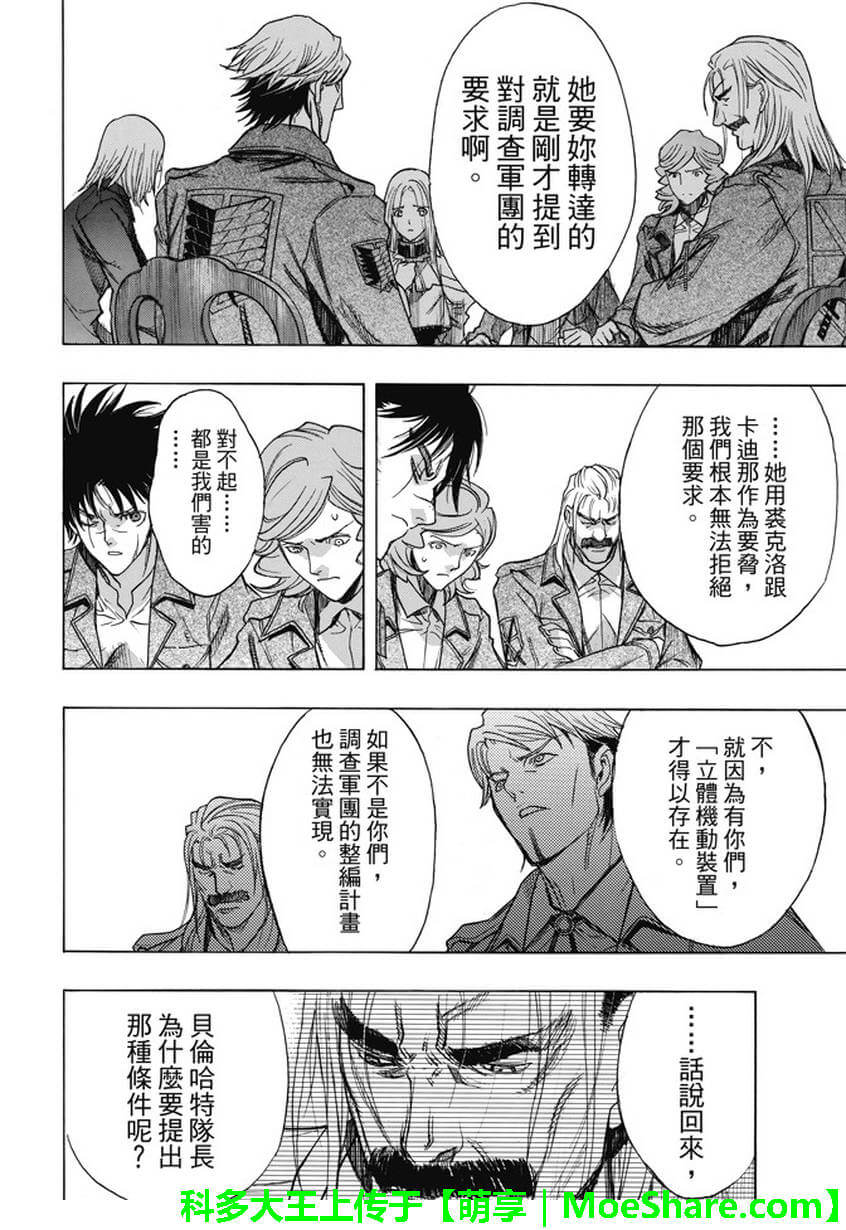 她要妳轉達的
就是剛才提到
對調查軍團的
要求啊。
……她用裘克洛跟
卡迪那作為要脅，
我們根本無法拒絕
那個要求。
對不起……
都是我們害的
……
不，
就因為有你們，
「立體機動裝置」
才得以存在。
如果不是你們，
調查軍團的整編計畫
也無法實現。
……話說回來，
貝倫哈特隊長
為什麼要提出
那種條件呢？
科多大王上传于【萌享｜MoeShare.com】